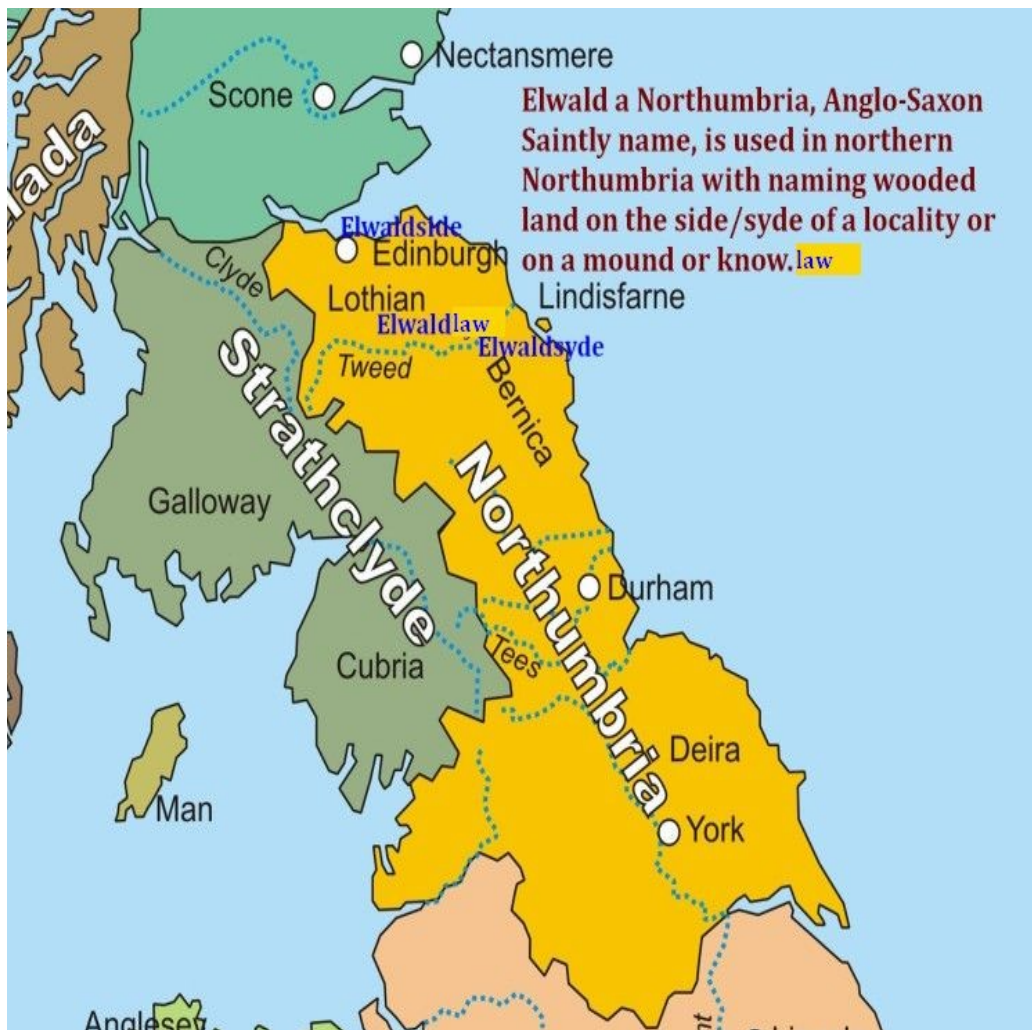 Nectansmere
Scone
Elwald a Northumbria, Anglo-Saxon
Saintly name, is used in northern
Northumbria with naming wooded
land on the side/syde of a locality or
on a mound or know.law
Elwaldside
Edinburgh
Clyde
Lothian
Lindisfarne
Elwaldlaw
Elwaldsyde
Tweed
Bernica
Strathclyde
Northumbria
Galloway
Durham
Cubria
Tees
Deira
Man
York